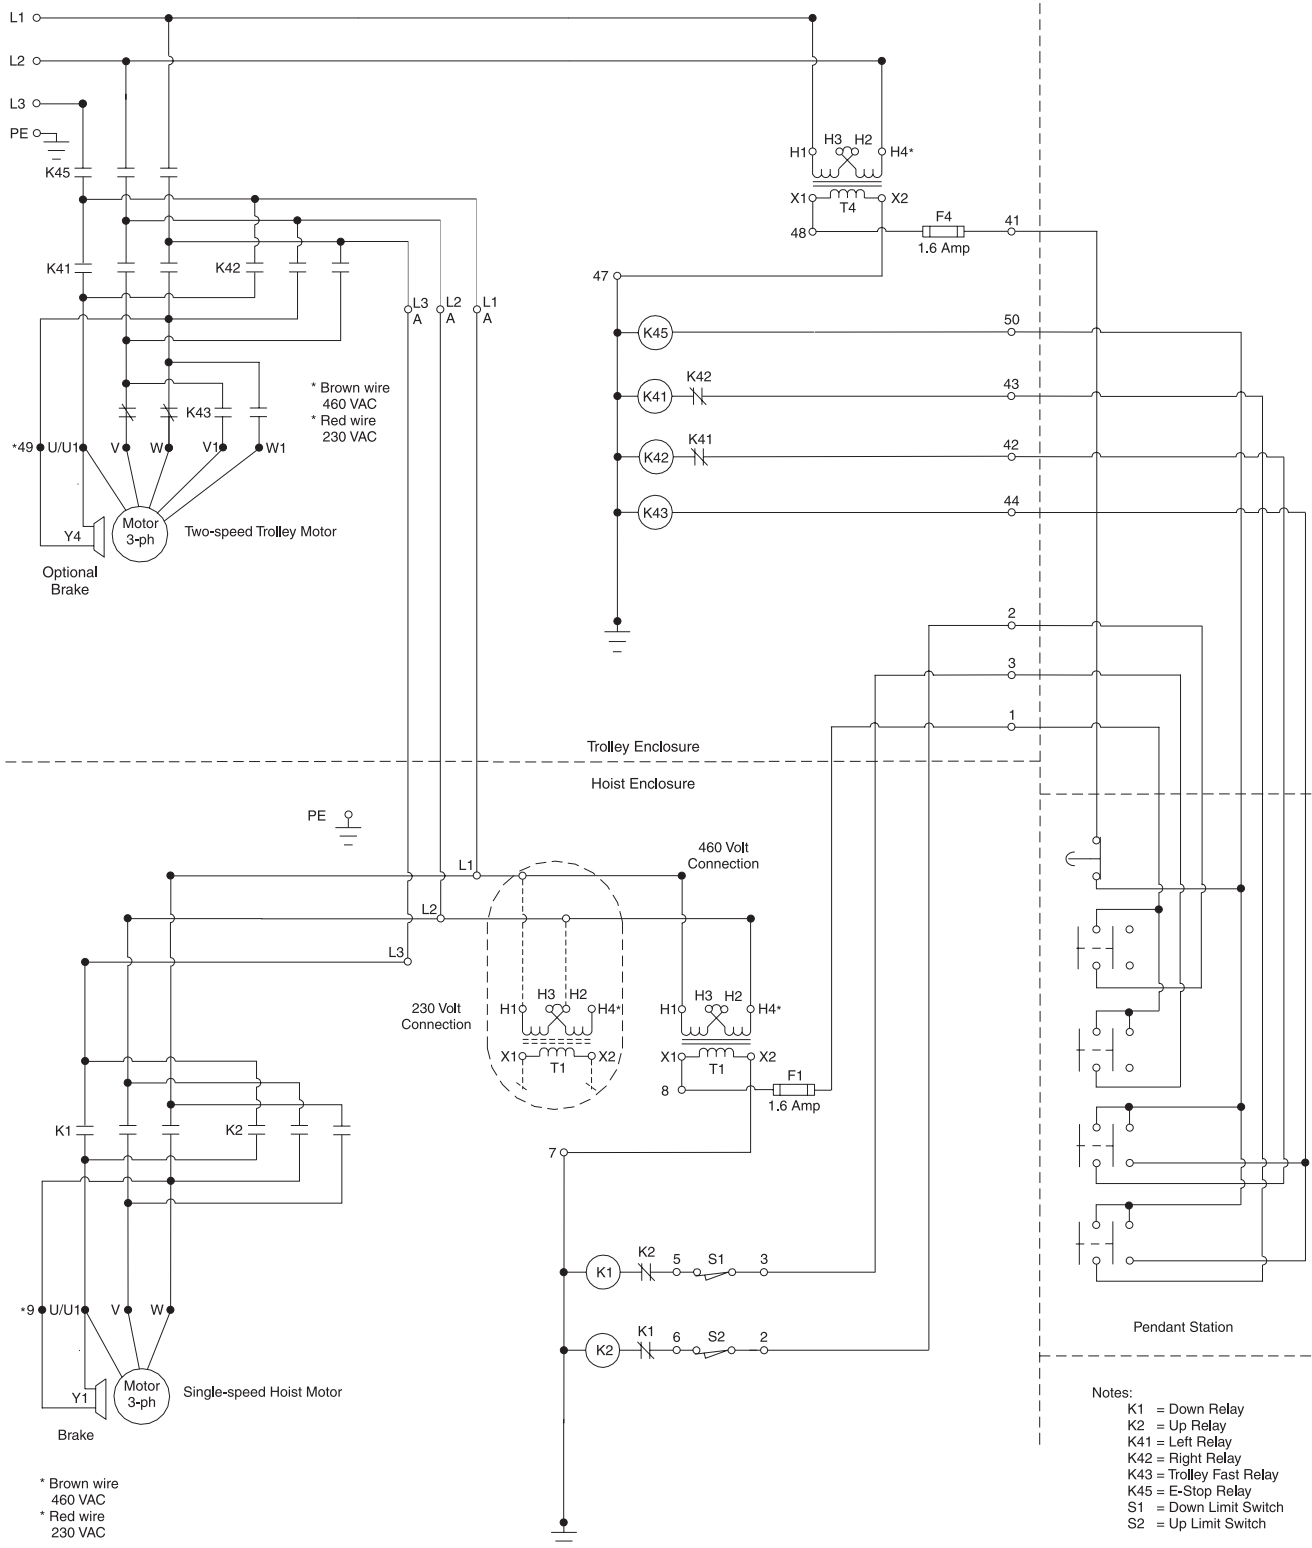 L1
L2
L3
PE
H3 H2
H1 H4*
K45
X1 X2
T4
F4
41
48
1.6 Amp
K41
K42
47
L3
A
L2
A
L1
A
50
K45
K42
43
K41
* Brown wire
460 VAC
* Red wire
230 VAC
K43
K41
42
K42
*49 U/U1 V W V1 W1
44
K43
Motor
3-ph
Y4
Two-speed Trolley Motor
Optional
Brake
2
3
1
Trolley Enclosure
Hoist Enclosure
PE
460 Volt
Connection
L1
L2
L3
230 Volt
Connection
H3 H2
H1 H4*
H3 H2
H1 H4*
X1 X2
T1
X1 X2
T1
F1
8
1.6 Amp
K1
K2
7
K2
5 S1 3
K1
*9 U/U1 V W
K1
6 S2 2
K2
Pendant Station
Motor
3-ph
Y1
Single-speed Hoist Motor
Brake
* Brown wire
460 VAC
* Red wire
230 VAC
Notes:
K1 = Down Relay
K2 = Up Relay
K41 = Left Relay
K42 = Right Relay
K43 = Trolley Fast Relay
K45 = E-Stop Relay
S1 = Down Limit Switch
S2 = Up Limit Switch